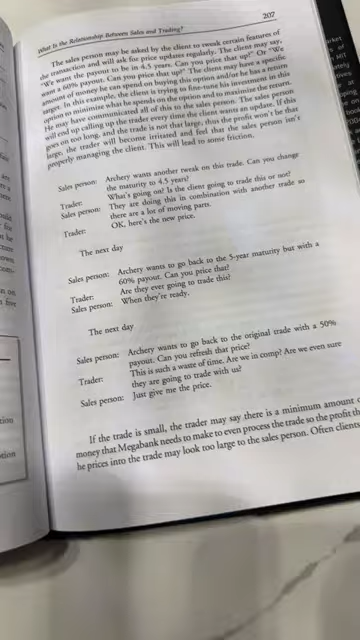 What Is the Relationship Between Sales and Trading? 207
The sales person may be asked by the client to tweak certain features of
the transaction and will ask for price updates regularly. The client may say,
"We want the payout to be in 4.5 years. Can you price that up?" Or "We
want a 60% payout. Can you price that up?" The client may have a specific
amount of money he can spend on buying this option and/or he has a return
target. In this example, the client is trying to fine-tune his interests in this
option to minimise what he spends on the option and to maximise the return.
He may have communicated all of this to the sales person. The sales person
will end up calling up the trader every time the client wants an update. If this
goes on too long, and the trade is not that large, thus the profit won't be that
large, the trader will become irritated and feel that the sales person isn't
properly managing the client. This will lead to some friction.
Sales person: Archery wants another tweak on this trade. Can you change
the maturity to 4.5 years?
Trader: What's going on! Is the client going to trade this or not?
Sales person: They are doing this in combination with another trade so
there are a lot of moving parts.
Trader: OK, here's the new price.
The next day
Sales person: Archery wants to go back to the 5-year maturity but with a
60% payout. Can you price that?
Trader: Are they ever going to trade this?
Sales person: When they're ready.
The next day
Sales person: Archery wants to go back to the original trade with a 50%
payout. Can you refresh that price?
Trader: This is such a waste of time. Are we in comp? Are we even sure
they are going to trade with us?
Sales person: Just give me the price.
If the trade is small, the trader may say there is a minimum amount
money that Megabank needs to make to even process the trade so the profit
he prices into the trade may look too large to the sales person. Often clients